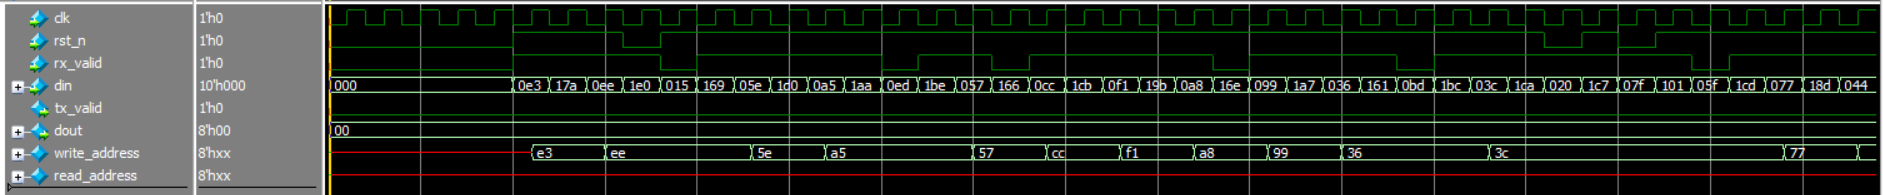 clk 1'h0
rst_n 1'h0
rx_valid 1'h0
din 10'h000 000 0e3 17a 0ee 1e0 015 169 05e 1d0 0a5 1aa 0ed 1be 057 166 0cc 1cb 0f1 19b 0a8 16e 099 1a7 036 161 0bd 1bc 03c 1ca 020 1c7 07f 101 05f 1cd 077 18d 044
tx_valid 1'h0
dout 8'h00 00
write_address 8'hxx e3 ee 5e a5 57 cc f1 a8 99 36 3c 77
read_address 8'hxx